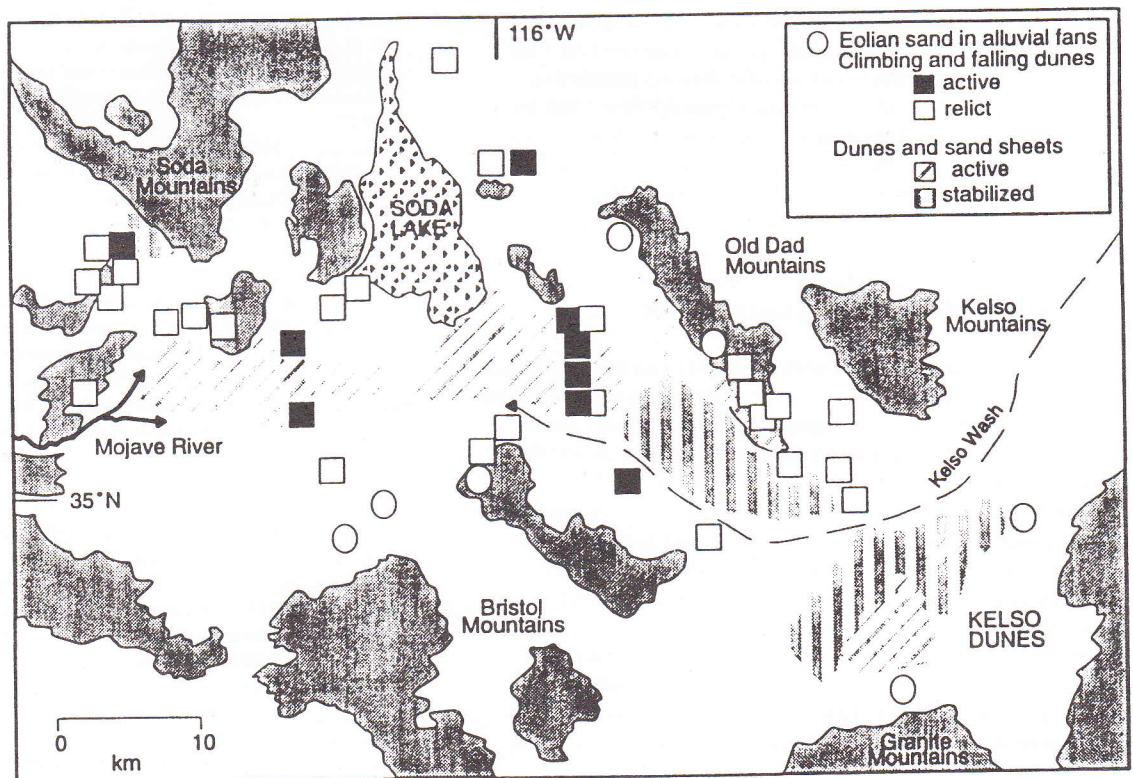 116°W
Eolian sand in alluvial fans
Climbing and falling dunes
active
relict
Dunes and sand sheets
active
stabilized
Soda
Mountains
SODA
LAKE
Old Dad
Mountains
Kelso
Mountains
Mojave River
Kelso Wash
35°N
Bristol
Mountains
KELSO
DUNES
Granite
Mountains
0 10
km